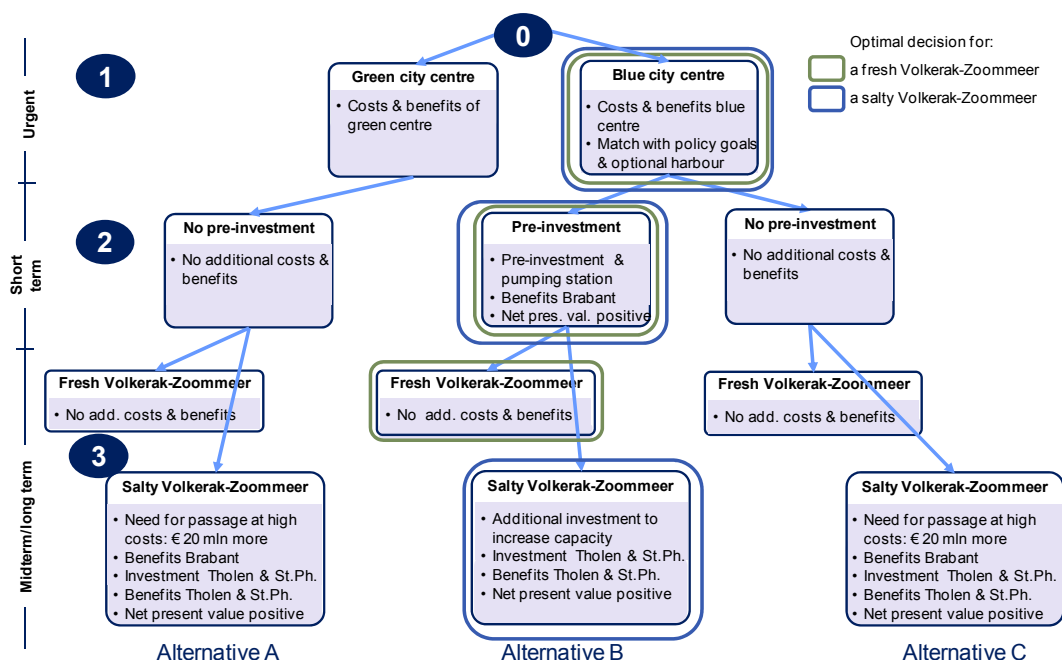 0
Optimal decision for:
a fresh Volkerak-Zoommeer
a salty Volkerak-Zoommeer
1
Urgent
Green city centre
• Costs & benefits of
green centre
Blue city centre
• Costs & benefits blue
centre
• Match with policy goals
& optional harbour
2
Short
term
No pre-investment
• No additional costs &
benefits
Pre-investment
• Pre-investment &
pumping station
• Benefits Brabant
• Net pres. val. positive
No pre-investment
• No additional costs &
benefits
Midterm/long term
Fresh Volkerak-Zoommeer
• No add. costs & benefits
Fresh Volkerak-Zoommeer
• No add. costs & benefits
Fresh Volkerak-Zoommeer
• No add. costs & benefits
3
Salty Volkerak-Zoommeer
• Need for passage at high
costs: € 20 mln more
• Benefits Brabant
• Investment Tholen & St.Ph.
• Benefits Tholen & St.Ph.
• Net present value positive
Salty Volkerak-Zoommeer
• Additional investment to
increase capacity
• Investment Tholen & St.Ph.
• Benefits Tholen & St.Ph.
• Net present value positive
Salty Volkerak-Zoommeer
• Need for passage at high
costs: € 20 mln more
• Benefits Brabant
• Investment Tholen & St.Ph.
• Benefits Tholen & St.Ph.
• Net present value positive
Alternative A
Alternative B
Alternative C